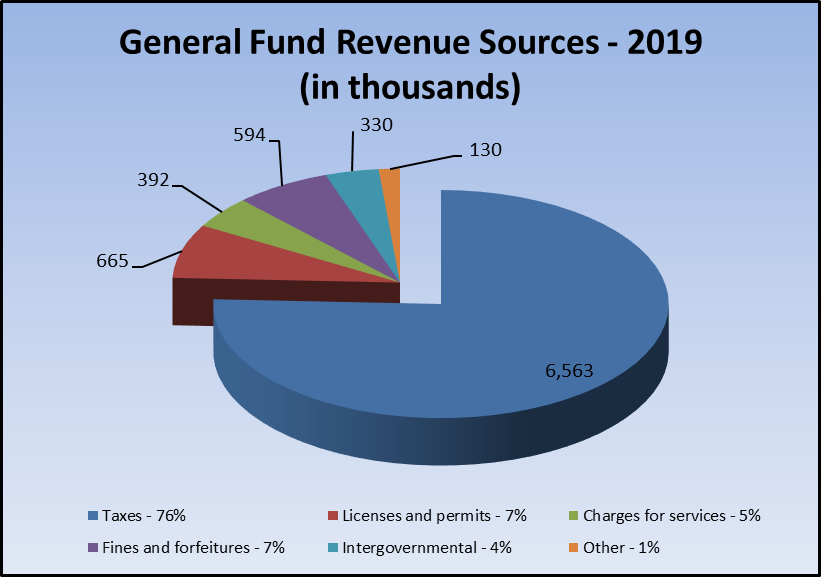 General Fund Revenue Sources - 2019
(in thousands)
330
594
130
392
665
6,563
Taxes - 76%
Licenses and permits - 7%
Charges for services - 5%
Fines and forfeitures - 7%
Intergovernmental - 4%
Other - 1%